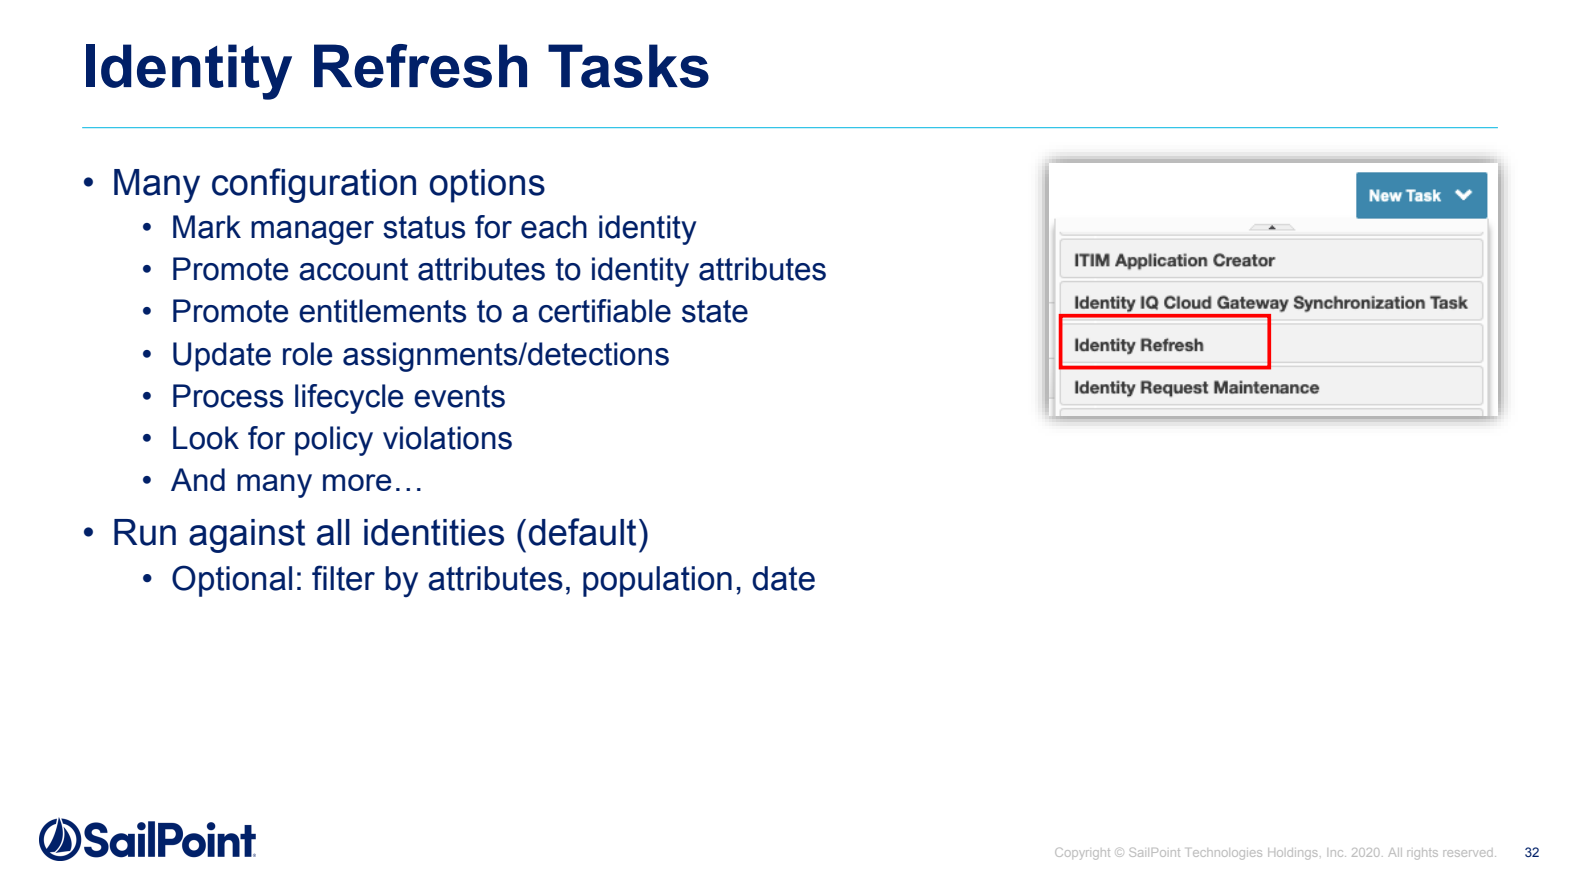 Identity Refresh Tasks
• Many configuration options
• Mark manager status for each identity
• Promote account attributes to identity attributes
• Promote entitlements to a certifiable state
• Update role assignments/detections
• Process lifecycle events
• Look for policy violations
• And many more…
• Run against all identities (default)
• Optional: filter by attributes, population, date
New Task
ITIM Application Creator
Identity IQ Cloud Gateway Synchronization Task
Identity Refresh
Identity Request Maintenance
SailPoint
Copyright © SailPoint Technologies Holdings, Inc. 2020. All rights reserved.
32